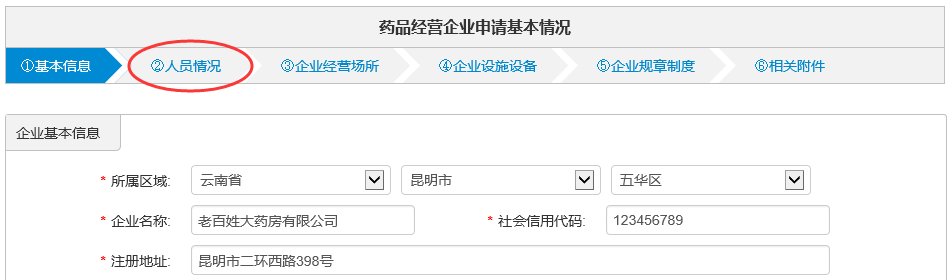 药品经营企业申请基本情况
①基本信息 ②人员情况 ③企业经营场所 ④企业设施设备 ⑤企业规章制度 ⑥相关附件
企业基本信息
* 所属区域: 云南省 昆明市 五华区
* 企业名称: 老百姓大药房有限公司 * 社会信用代码: 123456789
* 注册地址: 昆明市二环西路398号